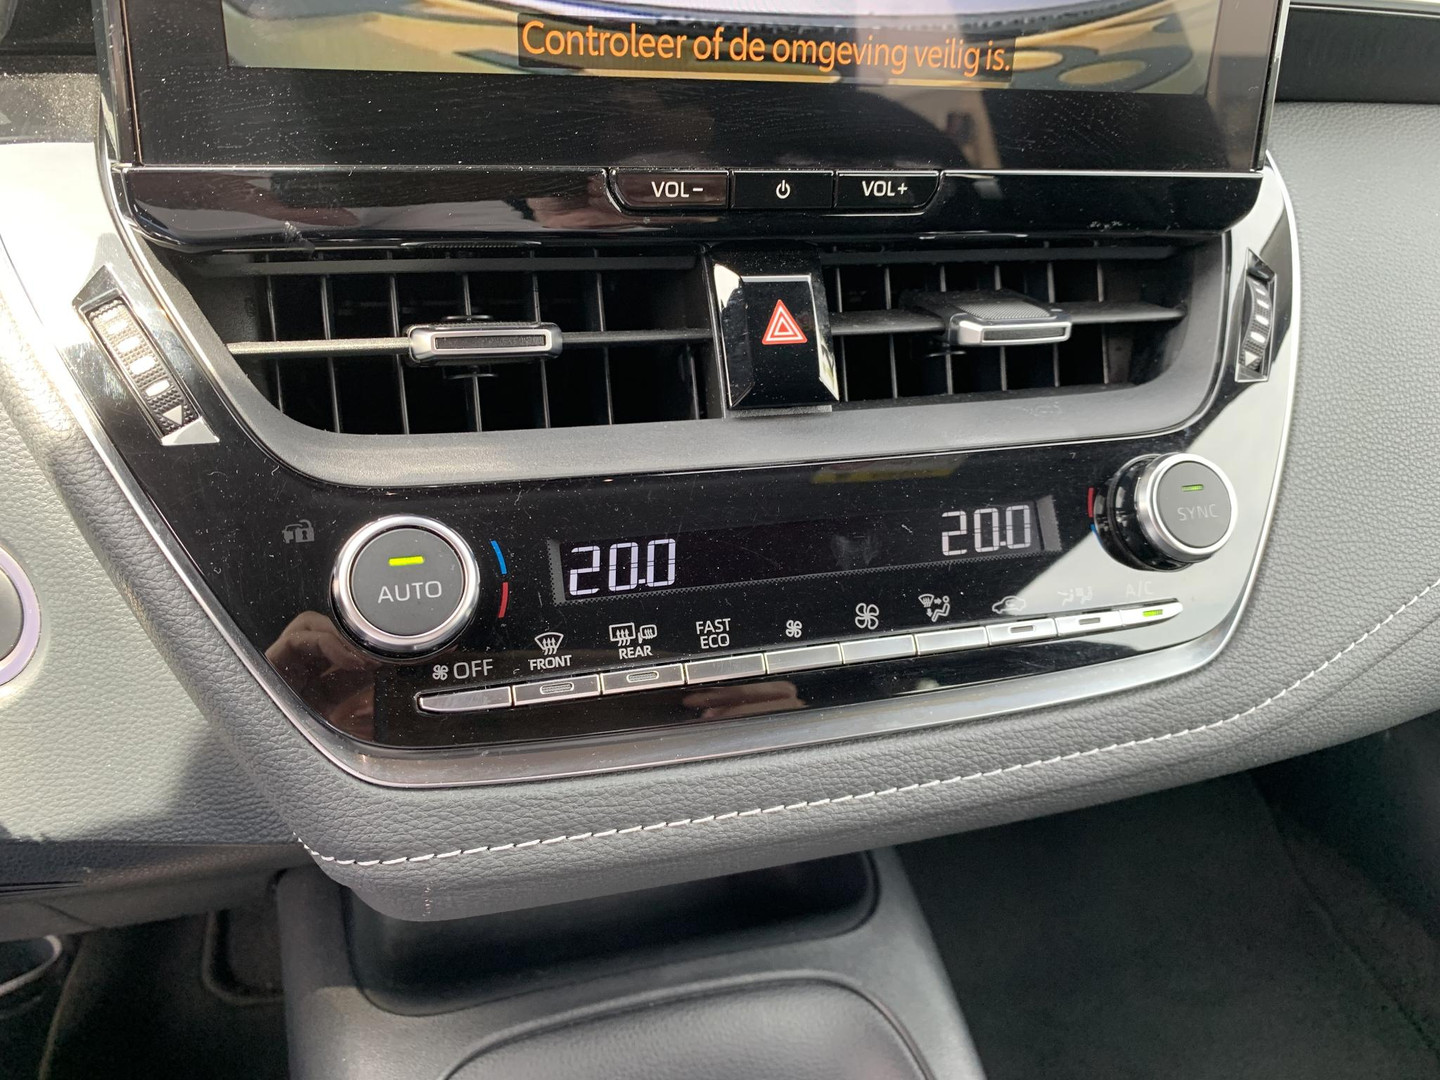 Controleer of de omgeving veilig is.
VOL- VOL+
20.0 20.0 SYNC
AUTO
A/C
FAST
ECO
REAR
FRONT
OFF